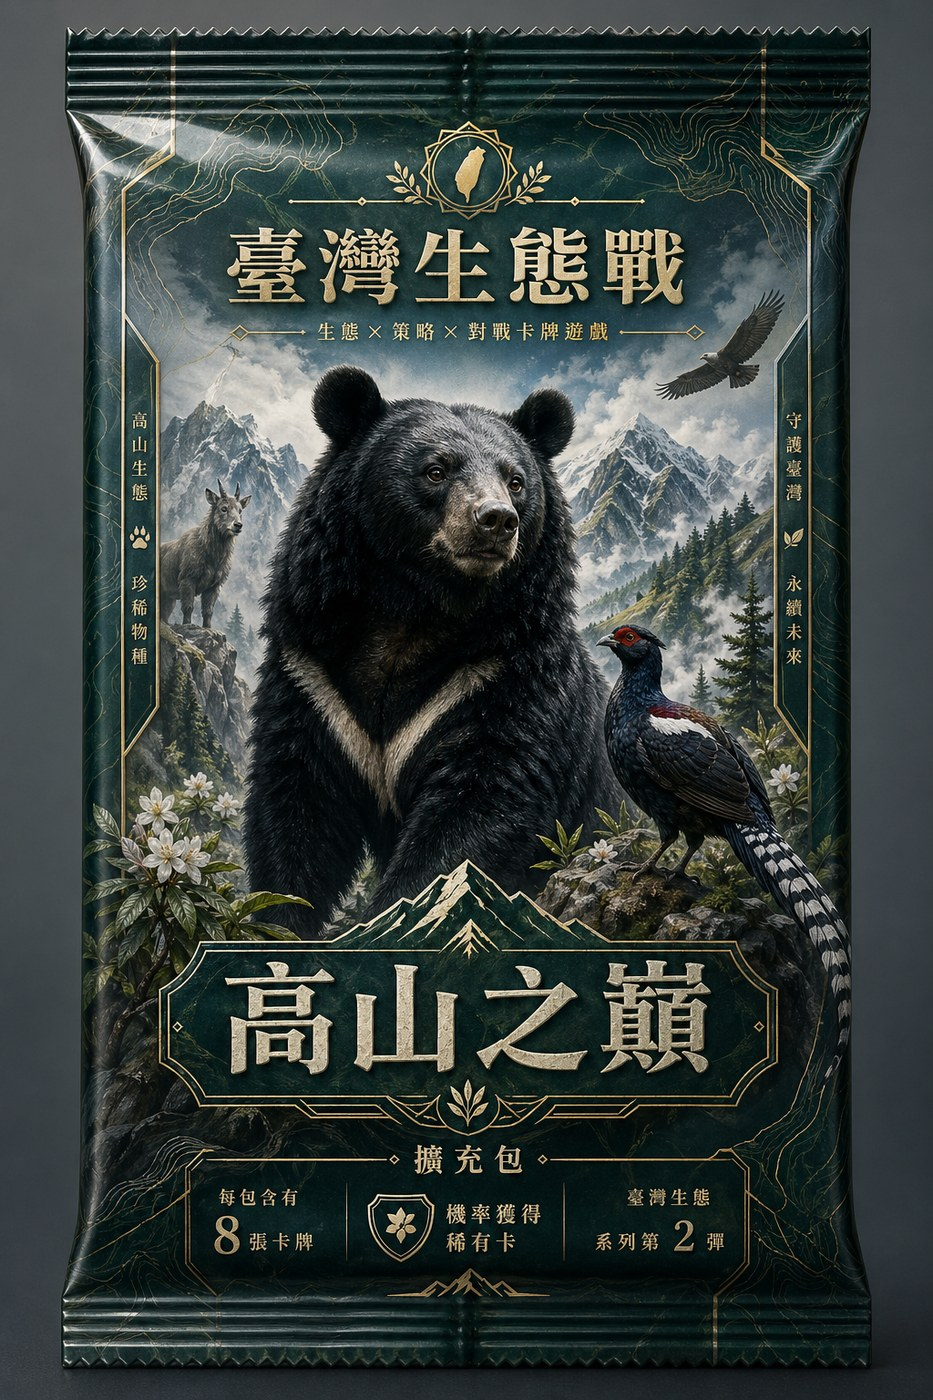 臺灣生態戰
生態×策略×對戰卡牌遊戲
高山生態
珍稀物種
守護臺灣
永續未來
高山之巔
擴充包
每包含有
8張卡牌
機率獲得
稀有卡
臺灣生態
系列第2彈